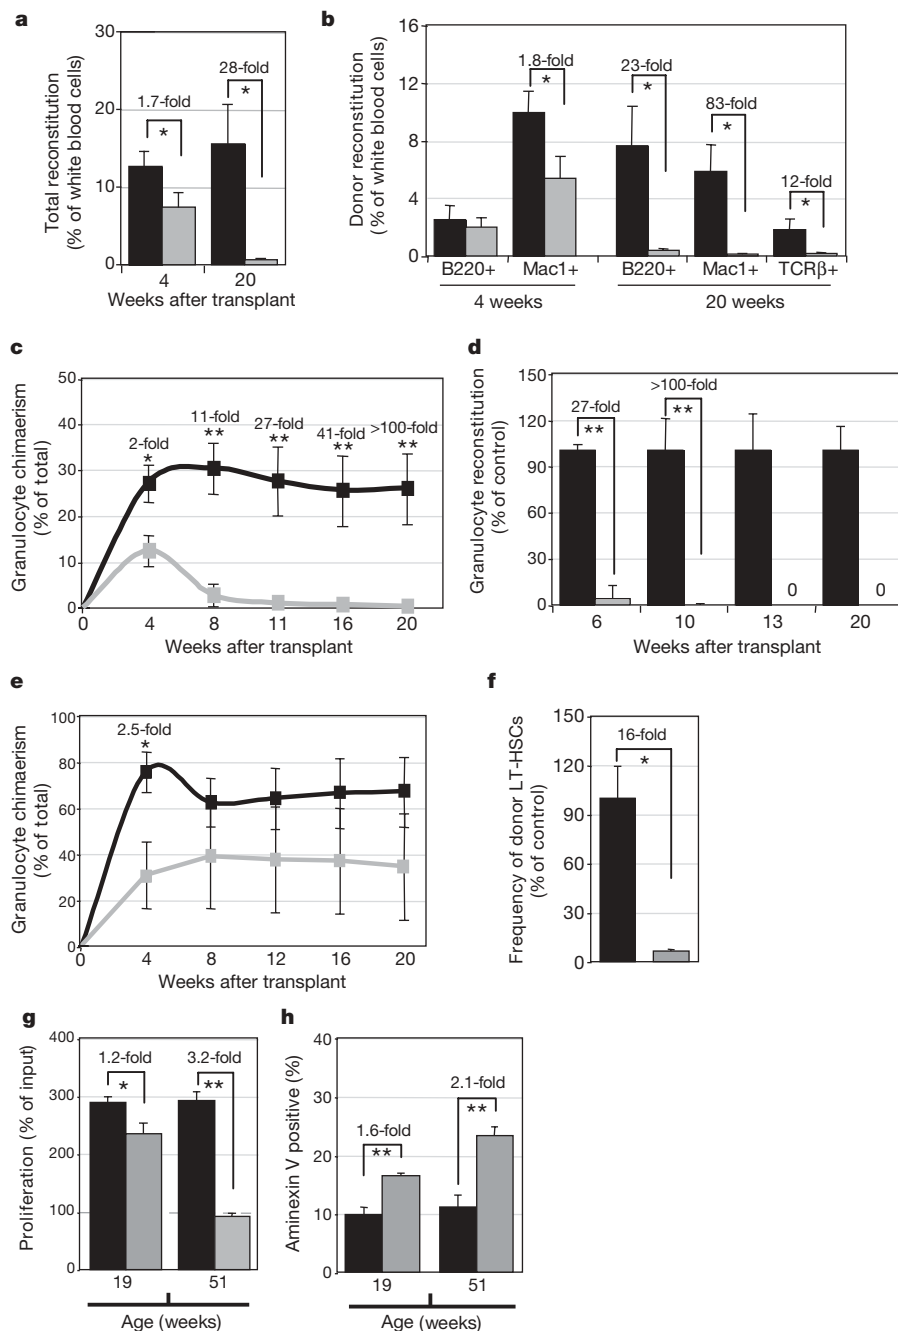 a
Total reconstitution
(% of white blood cells)
30
20
10
0
1.7-fold
*
28-fold
*
4
20
Weeks after transplant
b
Donor reconstitution
(% of white blood cells)
16
12
8
4
0
1.8-fold
*
23-fold
*
83-fold
*
12-fold
*
B220+ Mac1+ B220+ Mac1+ TCRβ+
4 weeks
20 weeks
c
Granulocyte chimaerism
(% of total)
50
40
30
20
10
0
2-fold
*
11-fold
**
27-fold
**
41-fold
**
>100-fold
**
0 4 8 11 16 20
Weeks after transplant
d
Granulocyte reconstitution
(% of control)
150
120
90
60
30
0
27-fold
**
>100-fold
**
0
0
6 10 13 20
Weeks after transplant
e
Granulocyte chimaerism
(% of total)
100
80
60
40
20
0
2.5-fold
*
0 4 8 12 16 20
Weeks after transplant
f
Frequency of donor LT-HSCs
(% of control)
150
120
90
60
30
0
16-fold
*
g
Proliferation (% of input)
400
300
200
100
0
1.2-fold
*
3.2-fold
**
19 51
Age (weeks)
h
Aminexin V positive (%)
40
30
20
10
0
1.6-fold
**
2.1-fold
**
19 51
Age (weeks)